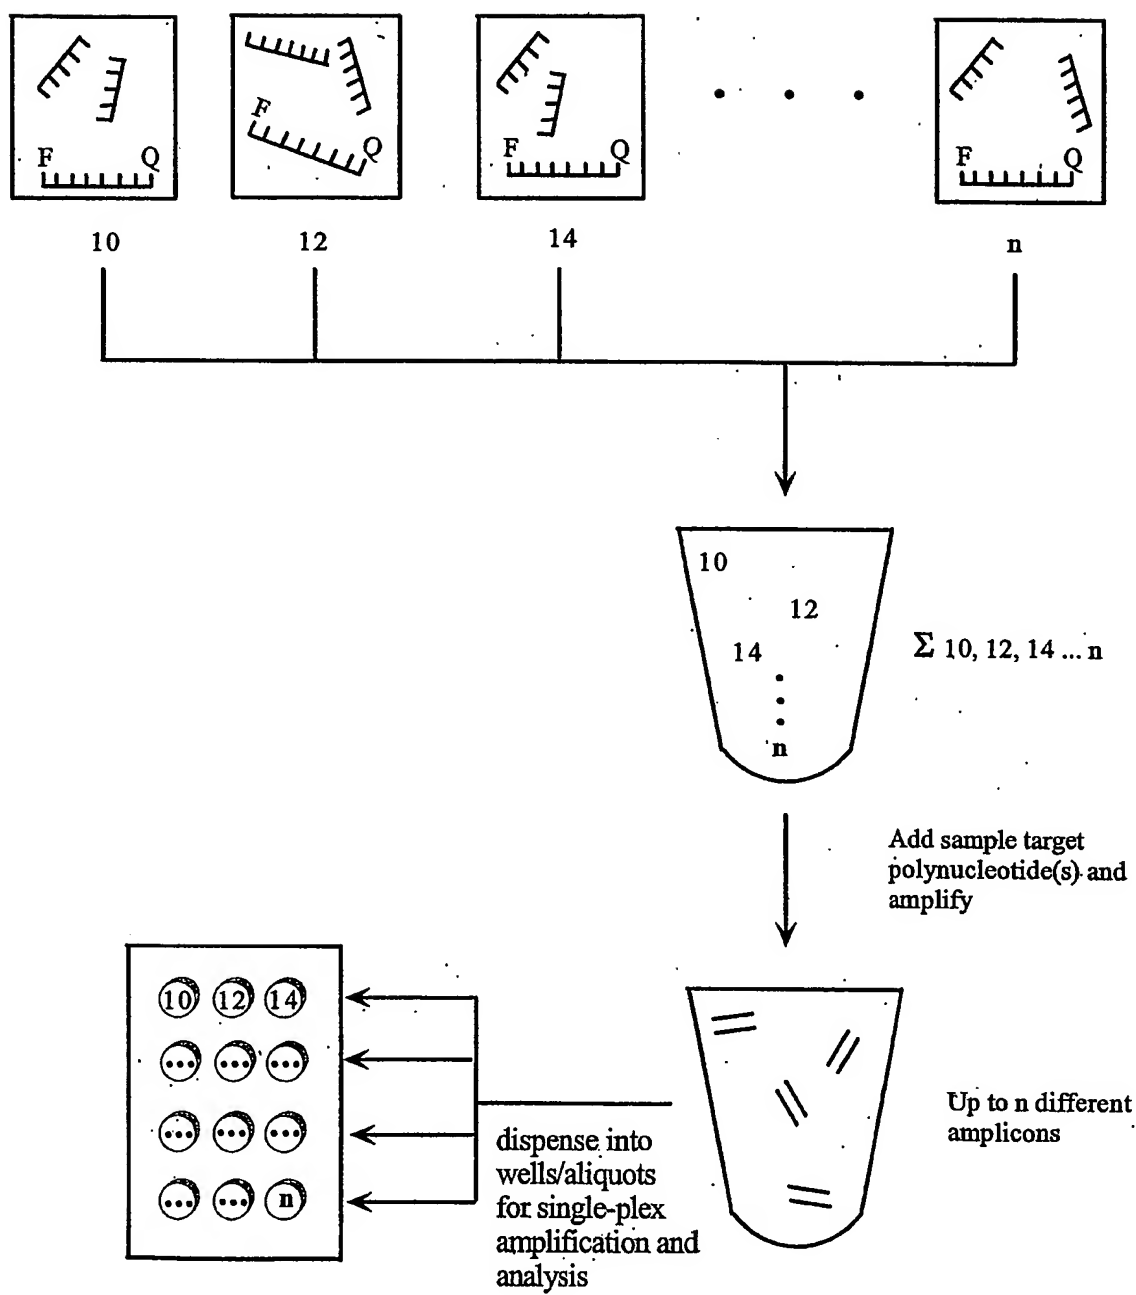 F Q
F Q
F Q
F Q
10 12 14 n
10
12
14
n
Σ 10, 12, 14 ... n
Add sample target
polynucleotide(s) and
amplify
10 12 14
... ... ...
... ... ...
... ... n
dispense into
wells/aliquots
for single-plex
amplification and
analysis
Up to n different
amplicons